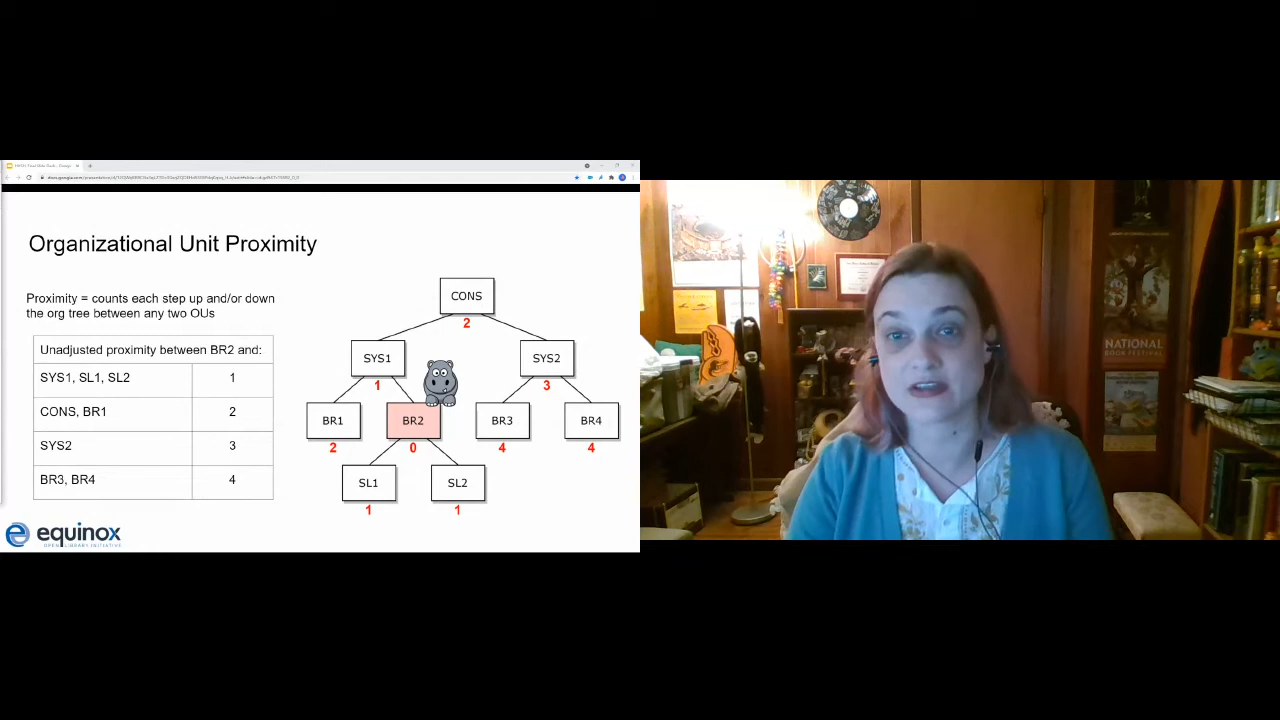 Organizational Unit Proximity
Proximity = counts each step up and/or down
the org tree between any two OUs
Unadjusted proximity between BR2 and:
SYS1, SL1, SL2 1
CONS, BR1 2
SYS2 3
BR3, BR4 4
CONS
2
SYS1 SYS2
1 3
BR1 BR2 BR3 BR4
2 0 4 4
SL1 SL2
1 1
equinox
OPEN LIBRARY INITIATIVE
NATIONAL
BOOK FESTIVAL